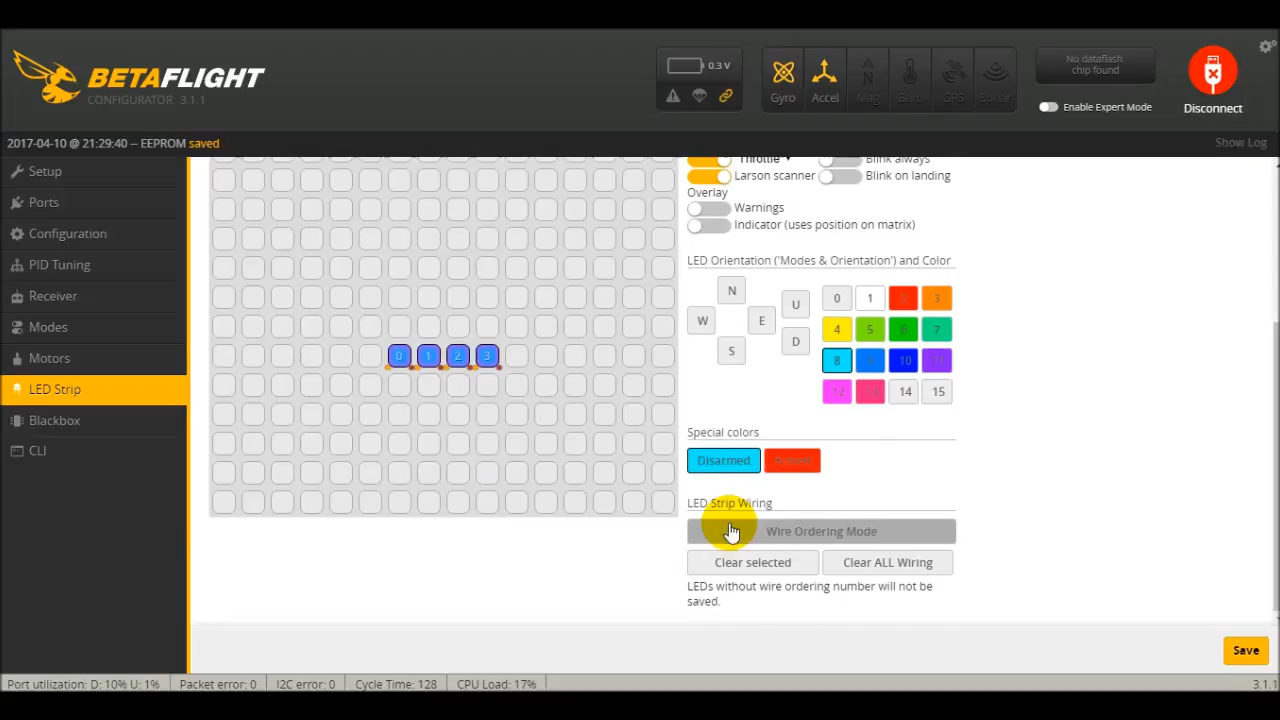 BETAFLIGHT
CONFIGURATOR 3.1.1
0.3 V
Gyro
Accel
Mag
Baro
GPS
Sonar
No dataflash
chip found
Enable Expert Mode
Disconnect
2017-04-10 @ 21:29:40 -- EEPROM saved
Show Log
Setup
Ports
Configuration
PID Tuning
Receiver
Modes
Motors
LED Strip
Blackbox
CLI
0 1 2 3
Throttle
Blink always
Larson scanner
Blink on landing
Overlay
Warnings
Indicator (uses position on matrix)
LED Orientation ('Modes & Orientation') and Color
N
W E
S
U
D
0 1 2 3
4 5 6 7
8 9 10 11
12 13 14 15
Special colors
Disarmed
LED Strip Wiring
Wire Ordering Mode
Clear selected
Clear ALL Wiring
LEDs without wire ordering number will not be
saved.
Save
Port utilization: D: 10% U: 1%
Packet error: 0
I2C error: 0
Cycle Time: 128
CPU Load: 17%
3.1.1